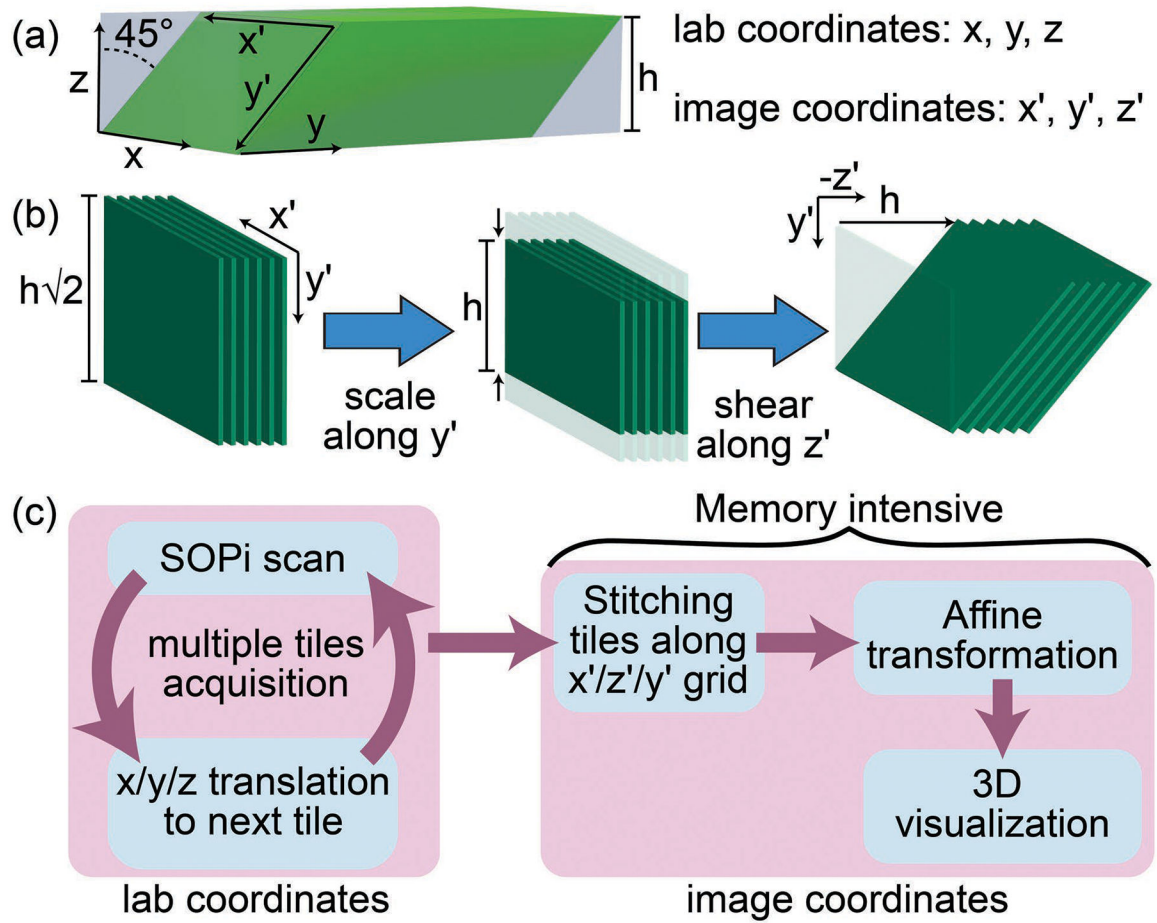 (a)
45°
z
x
x'
y'
y
h
lab coordinates: x, y, z
image coordinates: x', y', z'
(b)
h√2
x'
y'
scale
along y'
h
shear
along z'
-z'
y'
h
(c)
Memory intensive
SOPi scan
multiple tiles
acquisition
x/y/z translation
to next tile
lab coordinates
Stitching
tiles along
x'/z'/y' grid
Affine
transformation
3D
visualization
image coordinates